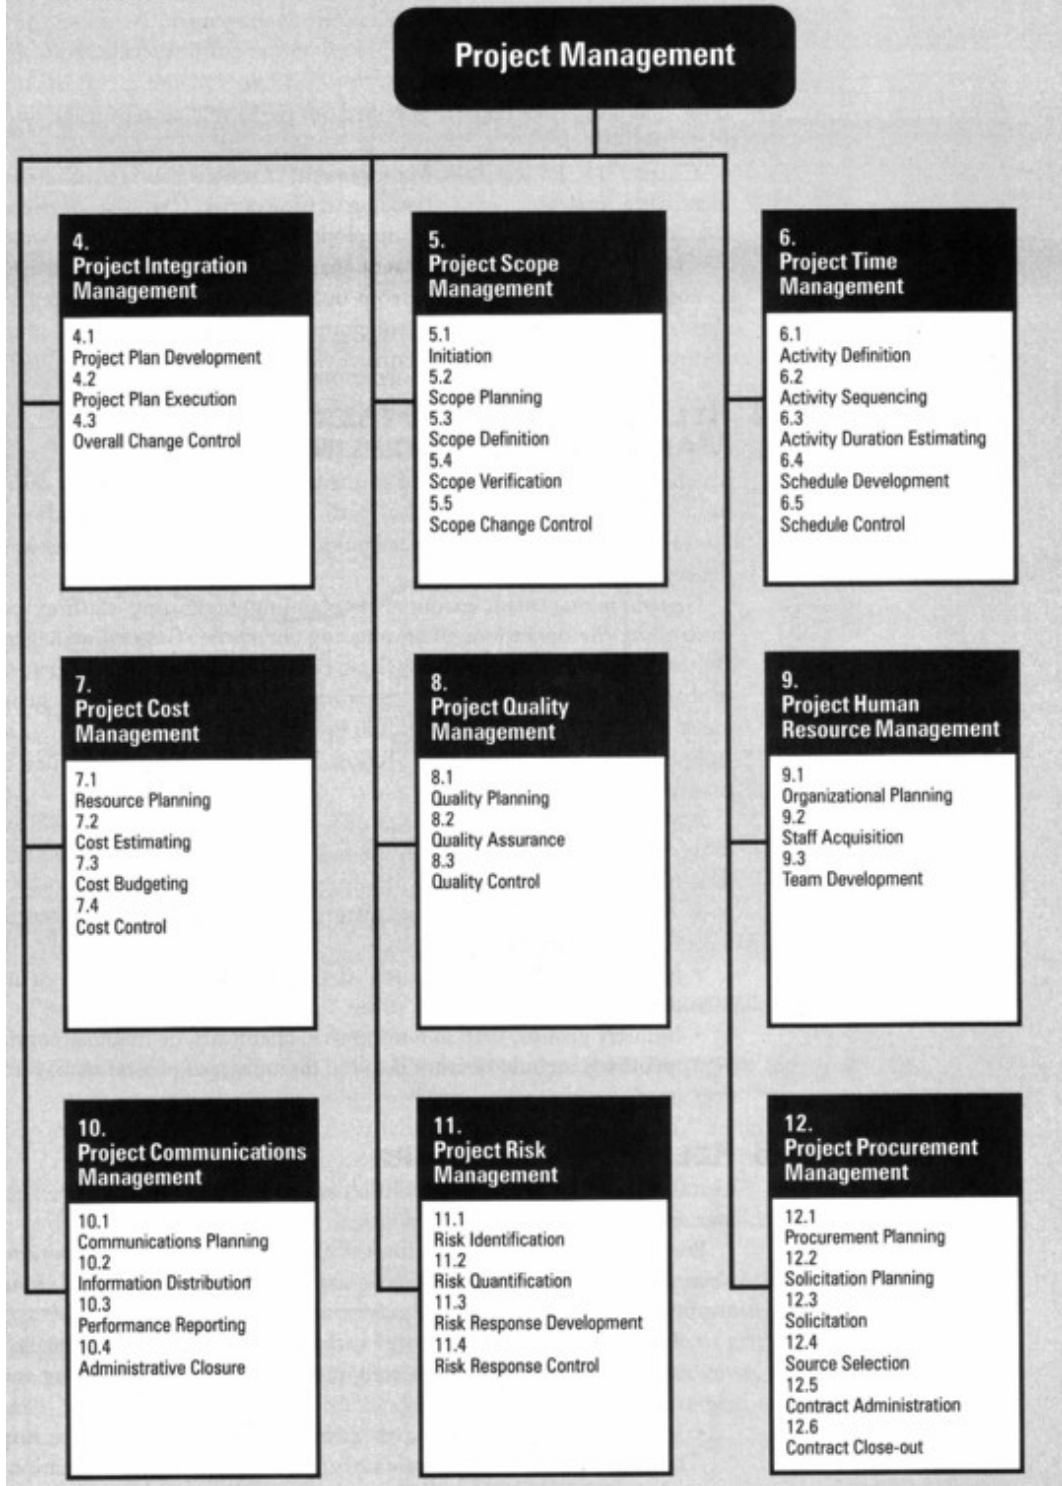 Project Management
4.
Project Integration
Management
4.1
Project Plan Development
4.2
Project Plan Execution
4.3
Overall Change Control
5.
Project Scope
Management
5.1
Initiation
5.2
Scope Planning
5.3
Scope Definition
5.4
Scope Verification
5.5
Scope Change Control
6.
Project Time
Management
6.1
Activity Definition
6.2
Activity Sequencing
6.3
Activity Duration Estimating
6.4
Schedule Development
6.5
Schedule Control
7.
Project Cost
Management
7.1
Resource Planning
7.2
Cost Estimating
7.3
Cost Budgeting
7.4
Cost Control
8.
Project Quality
Management
8.1
Quality Planning
8.2
Quality Assurance
8.3
Quality Control
9.
Project Human
Resource Management
9.1
Organizational Planning
9.2
Staff Acquisition
9.3
Team Development
10.
Project Communications
Management
10.1
Communications Planning
10.2
Information Distribution
10.3
Performance Reporting
10.4
Administrative Closure
11.
Project Risk
Management
11.1
Risk Identification
11.2
Risk Quantification
11.3
Risk Response Development
11.4
Risk Response Control
12.
Project Procurement
Management
12.1
Procurement Planning
12.2
Solicitation Planning
12.3
Solicitation
12.4
Source Selection
12.5
Contract Administration
12.6
Contract Close-out